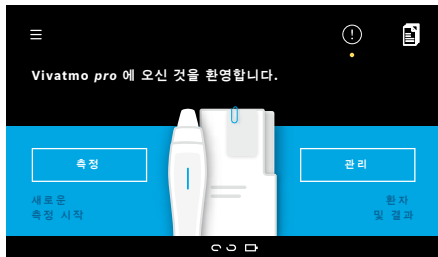 Vivatmo pro 에 오신 것을 환영합니다.
측정
관리
새로운
측정 시작
환자
및 결과